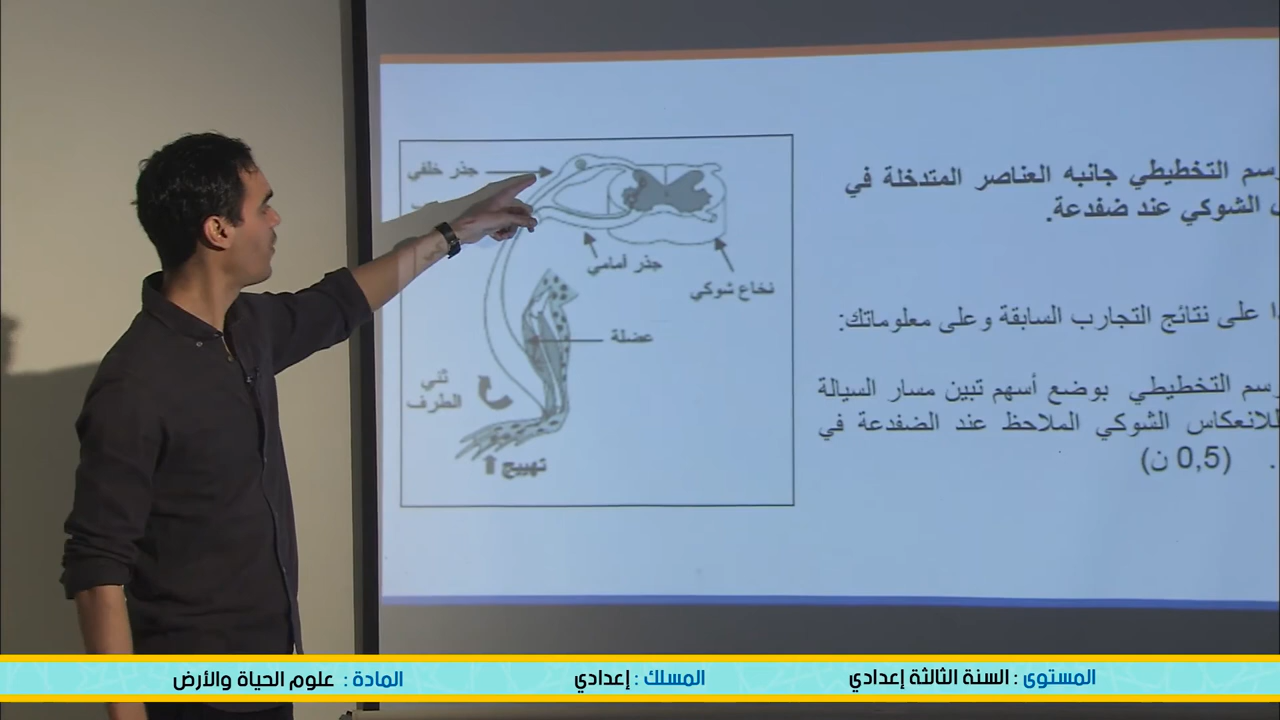 التخطيطي جانبه العناصر المتدخلة في
الشوكي عند ضفدعة.
على نتائج التجارب السابقة وعلى معلوماتك:
التخطيطي بوضع أسهم تبين مسار السيالة
للانعكاس الشوكي الملاحظ عند الضفدعة في
(0,5 ن)
جذر خلفي
جذر أمامي
نخاع شوكي
عضلة
ثني
الطرف
تهييج
المستوى : السنة الثالثة إعدادي
المسلك : إعدادي
المادة : علوم الحياة والأرض